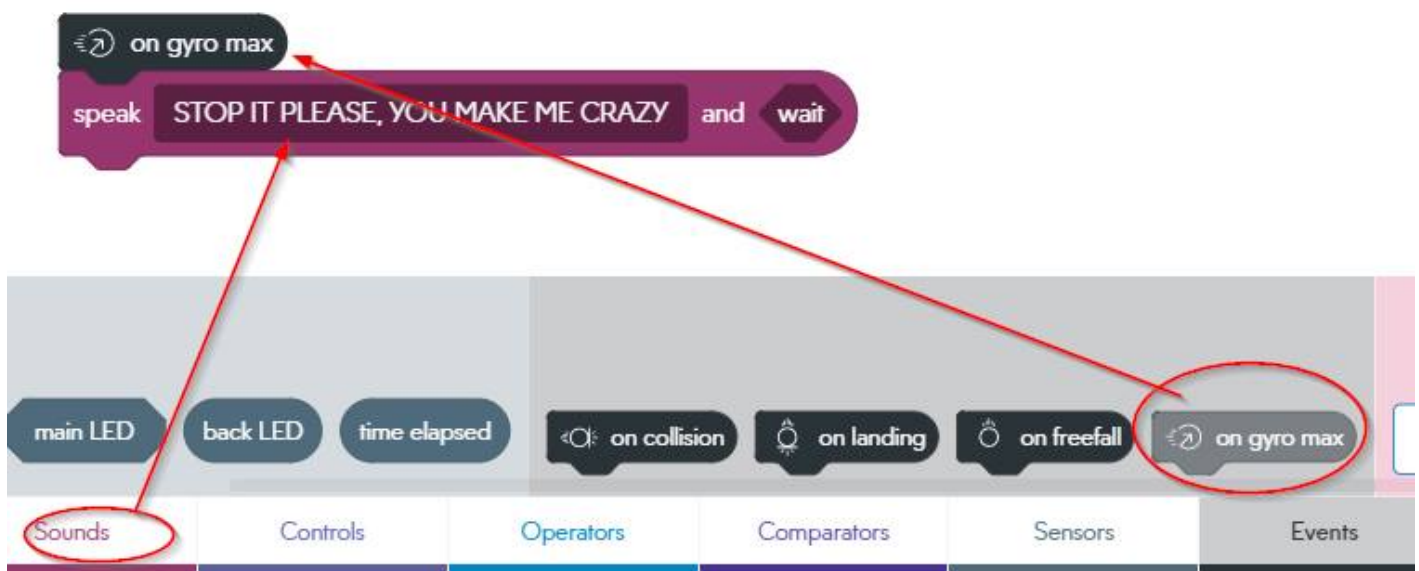 on gyro max
speak STOP IT PLEASE, YOU MAKE ME CRAZY and wait
main LED back LED time elapsed on collision on landing on freefall on gyro max
Sounds Controls Operators Comparators Sensors Events